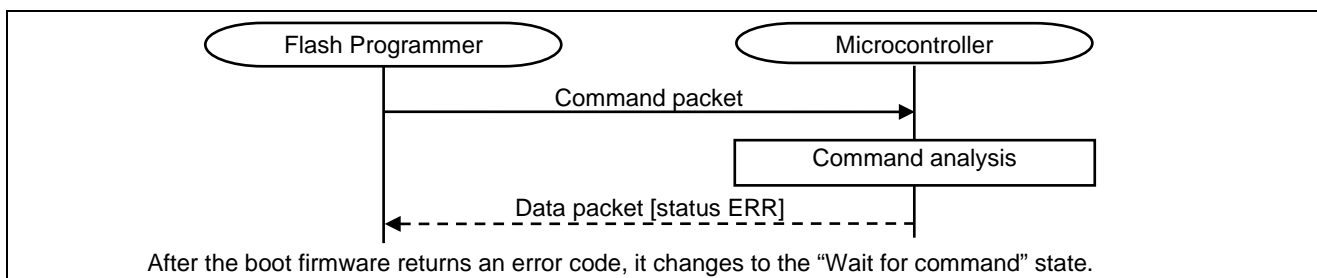 Flash Programmer
Microcontroller
Command packet
Command analysis
Data packet [status ERR]
After the boot firmware returns an error code, it changes to the “Wait for command” state.